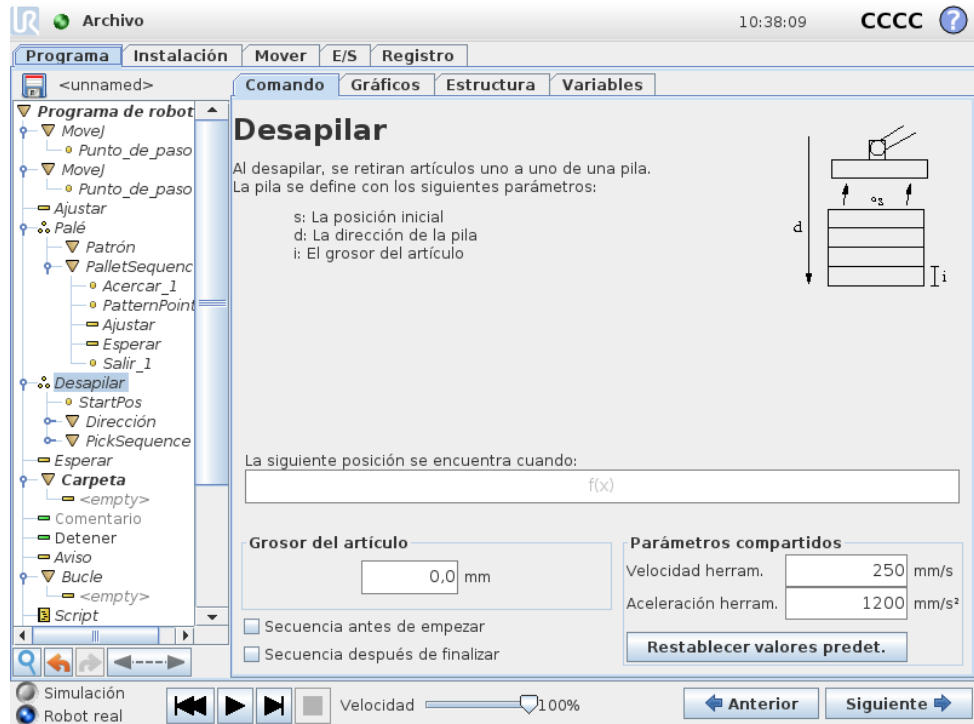 UR Archivo 10:38:09 CCCC ?
Programa Instalación Mover E/S Registro
<unnamed>
Comando Gráficos Estructura Variables
Programa de robot
MoveJ
Punto_de_paso
MoveJ
Punto_de_paso
Ajustar
Palé
Patrón
PalletSequenc
Acercar_1
PatternPoint
Ajustar
Esperar
Salir_1
Desapilar
StartPos
Dirección
PickSequence
Esperar
Carpeta
<empty>
Comentario
Detener
Aviso
Bucle
<empty>
Script
Desapilar
Al desapilar, se retiran artículos uno a uno de una pila.
La pila se define con los siguientes parámetros:
s: La posición inicial
d: La dirección de la pila
i: El grosor del artículo
d
i
La siguiente posición se encuentra cuando:
f(x)
Grosor del artículo
0,0 mm
Secuencia antes de empezar
Secuencia después de finalizar
Parámetros compartidos
Velocidad herram. 250 mm/s
Aceleración herram. 1200 mm/s²
Restablecer valores predet.
Simulación
Robot real
Velocidad 100%
Anterior Siguiente